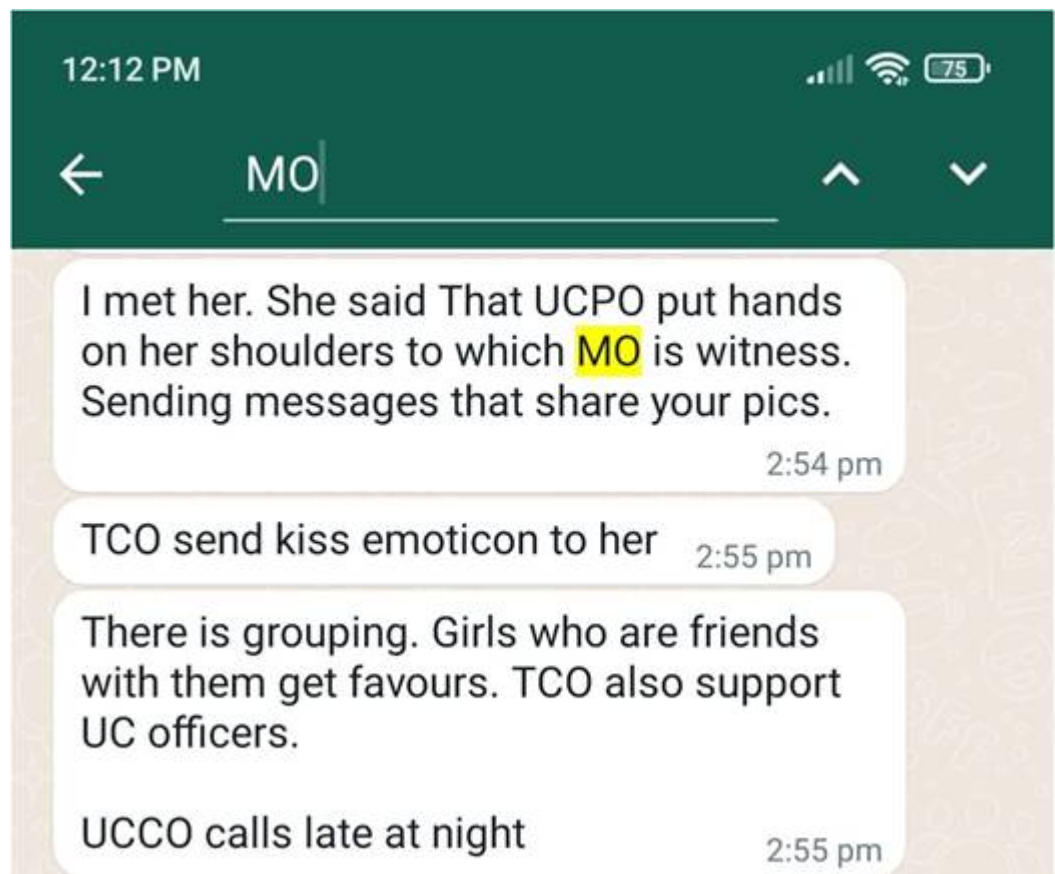 12:12 PM
75
MO
I met her. She said That UCPO put hands
on her shoulders to which MO is witness.
Sending messages that share your pics.
2:54 pm
TCO send kiss emoticon to her 2:55 pm
There is grouping. Girls who are friends
with them get favours. TCO also support
UC officers.
UCCO calls late at night
2:55 pm